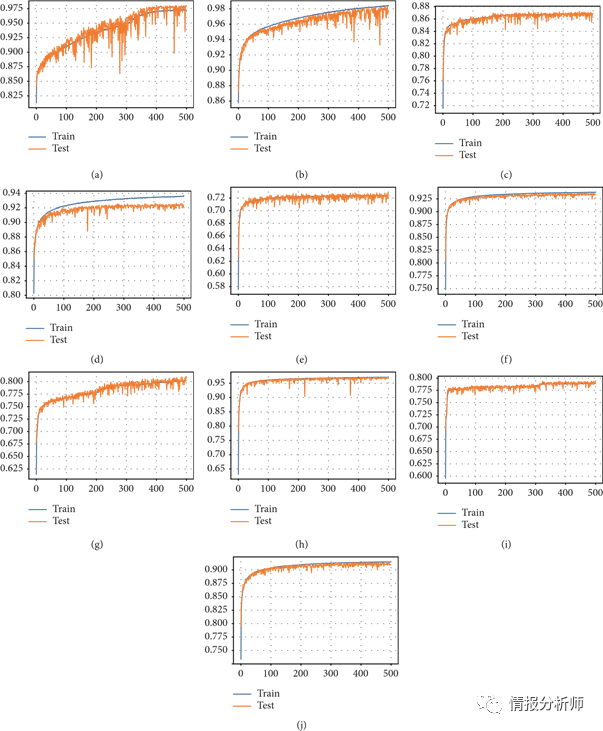 0.975
0.950
0.925
0.900
0.875
0.850
0.825
0 100 200 300 400 500
Train
Test
(a)
0.98
0.96
0.94
0.92
0.90
0.88
0.86
0 100 200 300 400 500
Train
Test
(b)
0.88
0.86
0.84
0.82
0.80
0.78
0.76
0.74
0.72
0 100 200 300 400 500
Train
Test
(c)
0.94
0.92
0.90
0.88
0.86
0.84
0.82
0.80
0 100 200 300 400 500
Train
Test
(d)
0.72
0.70
0.68
0.66
0.64
0.62
0.60
0.58
0 100 200 300 400 500
Train
Test
(e)
0.925
0.900
0.875
0.850
0.825
0.800
0.775
0.750
0 100 200 300 400 500
Train
Test
(f)
0.800
0.775
0.750
0.725
0.700
0.675
0.650
0.625
0 100 200 300 400 500
Train
Test
(g)
0.95
0.90
0.85
0.80
0.75
0.70
0.65
0 100 200 300 400 500
Train
Test
(h)
0.800
0.775
0.750
0.725
0.700
0.675
0.650
0.625
0.600
0 100 200 300 400 500
Train
Test
(i)
0.900
0.875
0.850
0.825
0.800
0.775
0.750
0 100 200 300 400 500
Train
Test
(j)
情报分析师